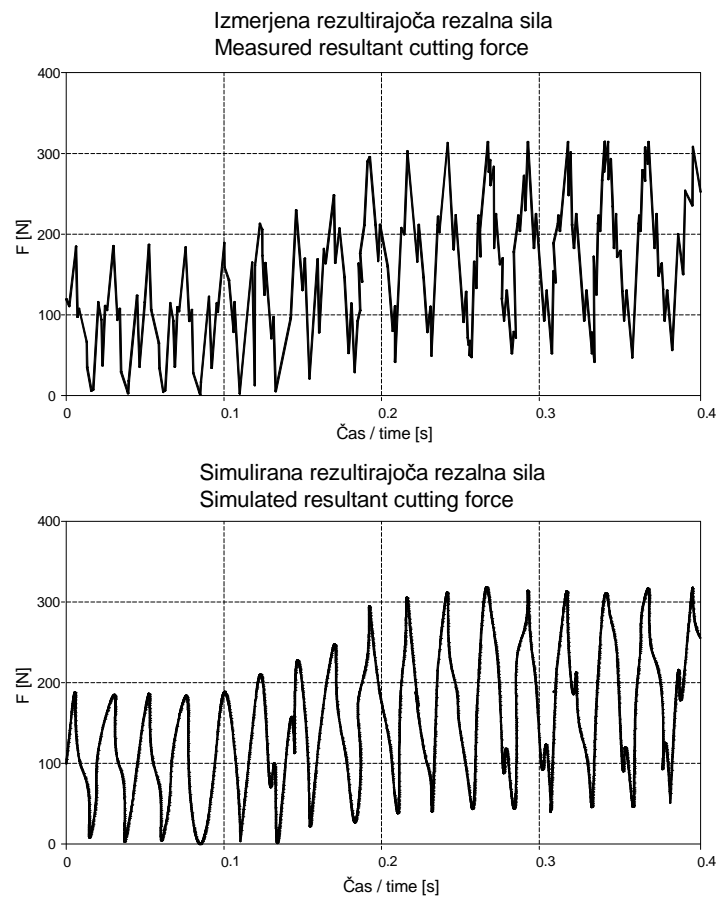 Izmerjena rezultirajoča rezalna sila
Measured resultant cutting force
400
300
200
100
0
F [N]
0
0.1
0.2
0.3
0.4
Čas / time [s]
Simulirana rezultirajoča rezalna sila
Simulated resultant cutting force
400
300
200
100
0
F [N]
0
0.1
0.2
0.3
0.4
Čas / time [s]